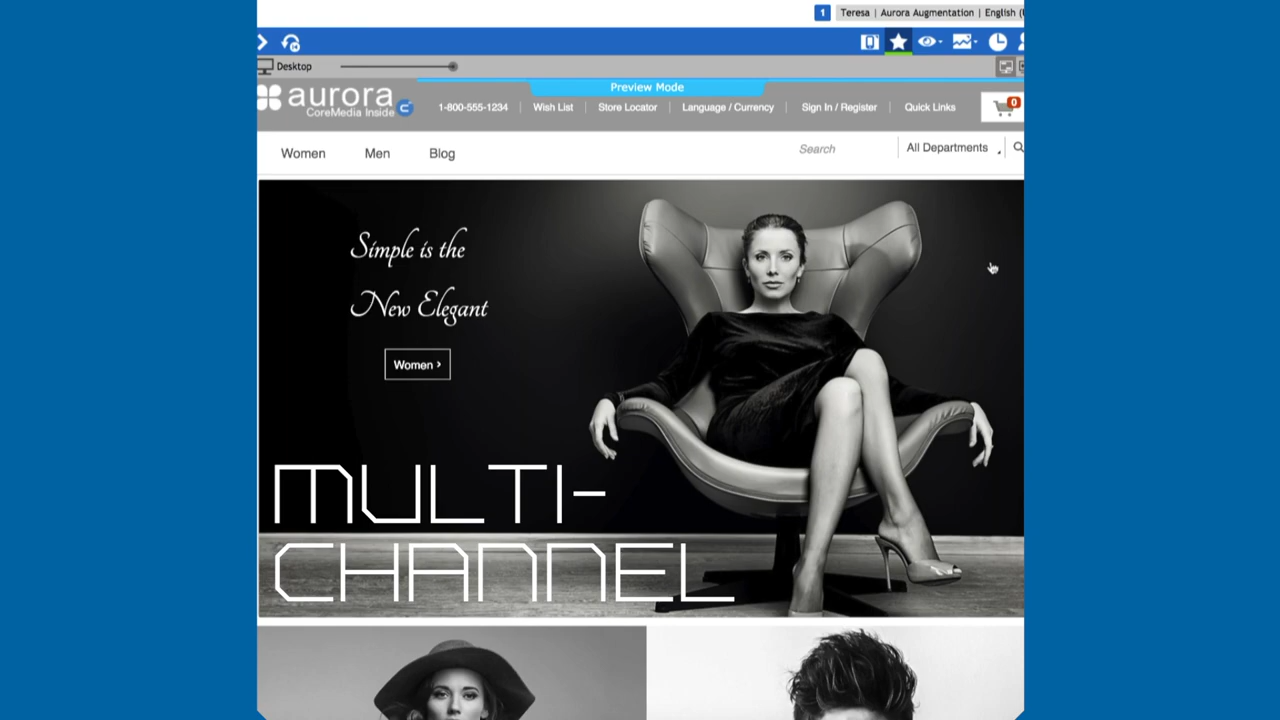 1 Teresa | Aurora Augmentation | English (
Desktop
Preview Mode
aurora
CoreMedia Inside
1-800-555-1234 | Wish List | Store Locator | Language / Currency | Sign In / Register | Quick Links
0
Women Men Blog
Search All Departments
Simple is the
New Elegant
Women ›
MULTI-
CHANNEL